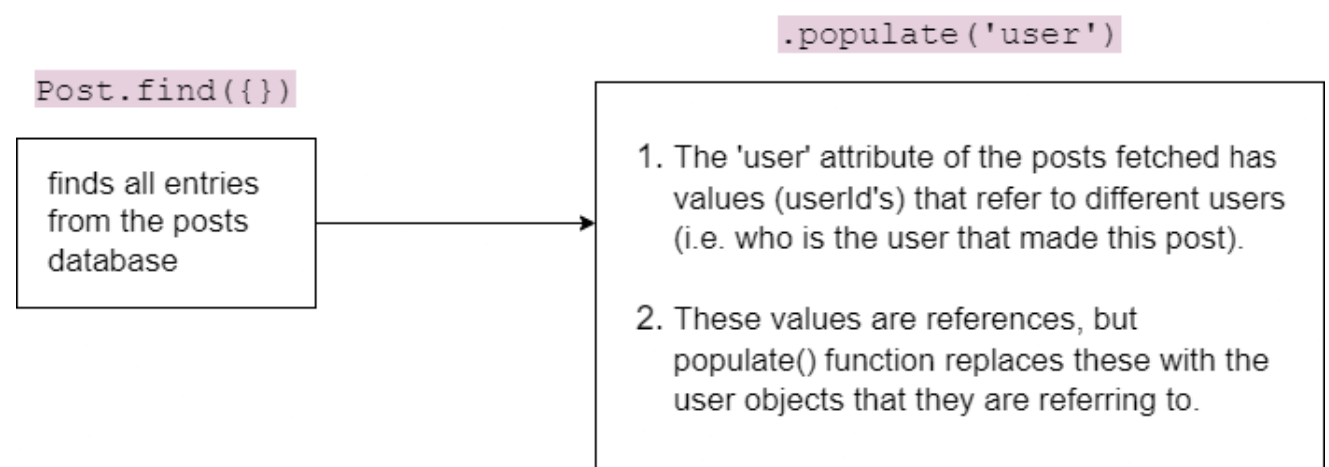 .populate('user')
Post.find({})
finds all entries
from the posts
database
1. The 'user' attribute of the posts fetched has
values (userId's) that refer to different users
(i.e. who is the user that made this post).
2. These values are references, but
populate() function replaces these with the
user objects that they are referring to.